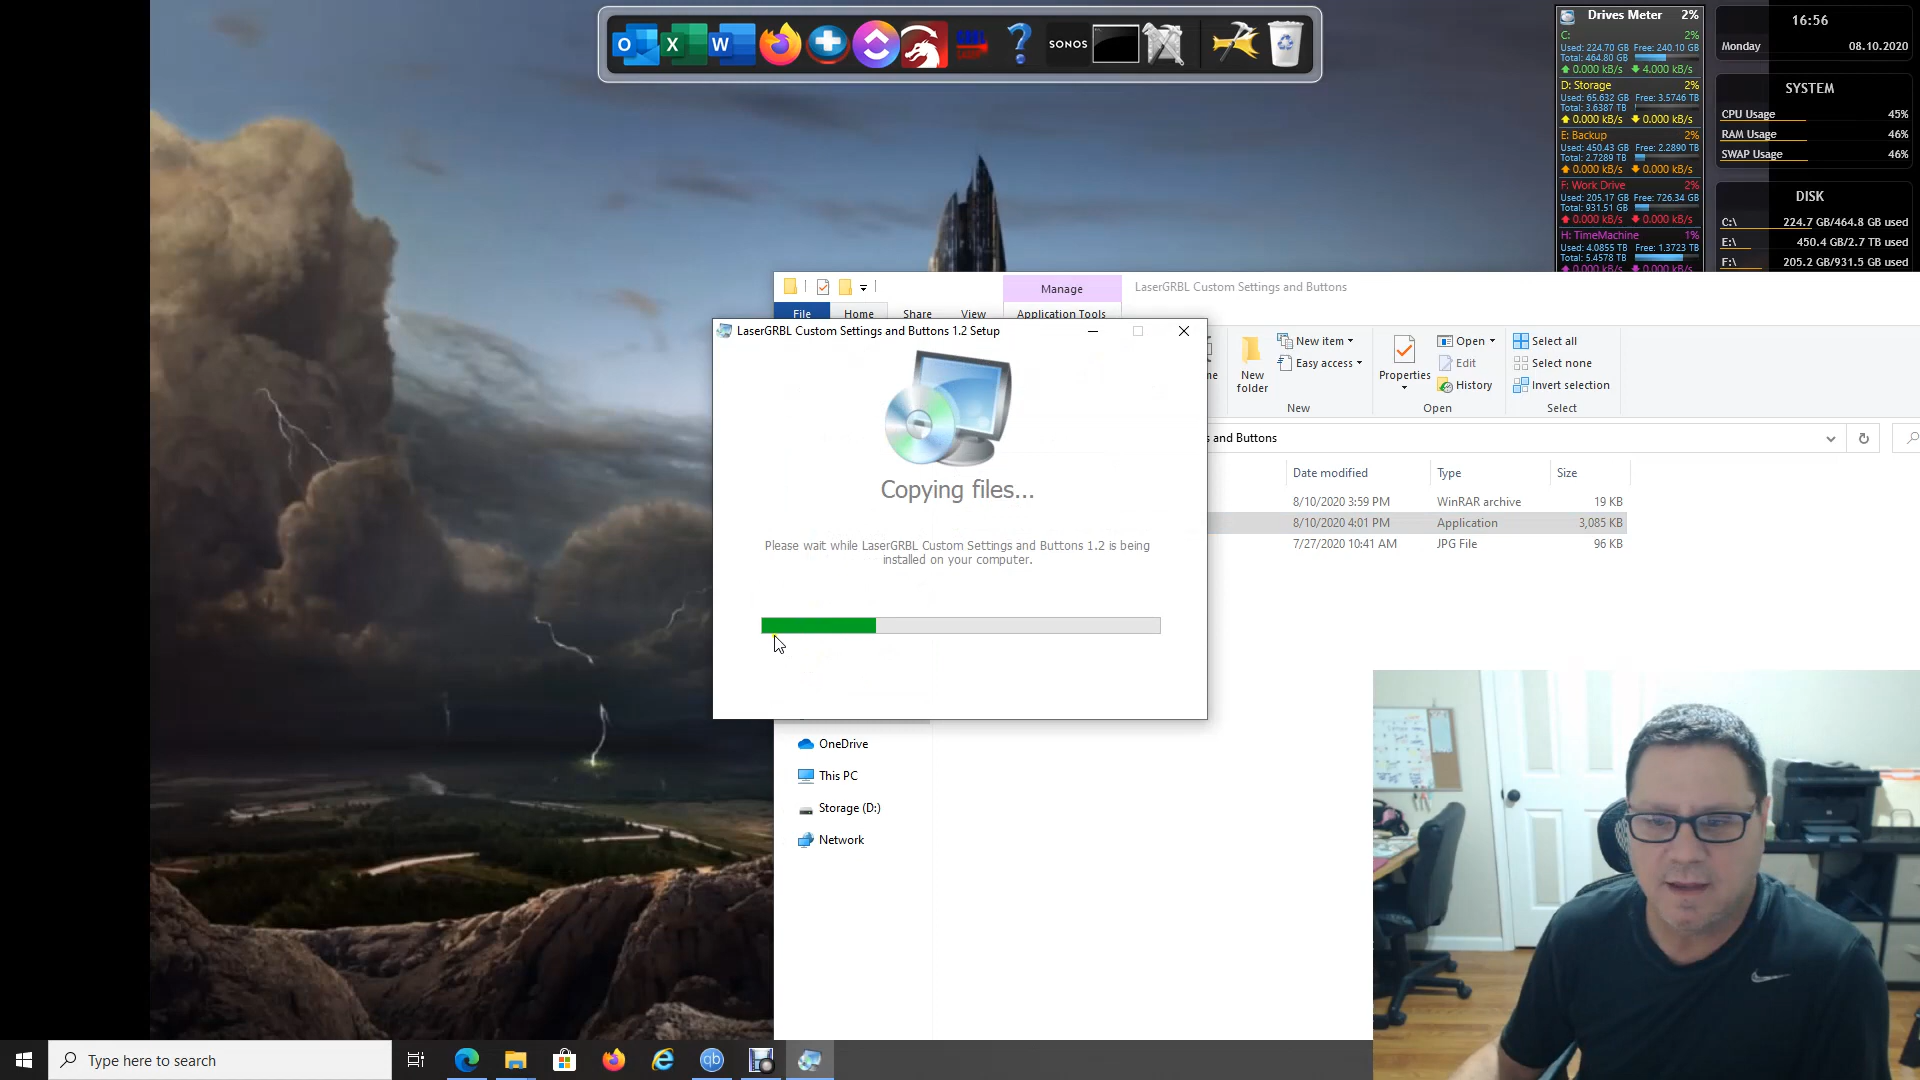 O
X
W
GRBL
LASER
?
SONOS
Drives Meter 2%
C: 2%
Used: 224.70 GB Free: 240.10 GB
Total: 464.80 GB
0.000 kB/s 4.000 kB/s
D: Storage 2%
Used: 65.632 GB Free: 3.5746 TB
Total: 3.6387 TB
0.000 kB/s 0.000 kB/s
E: Backup 2%
Used: 450.43 GB Free: 2.2890 TB
Total: 2.7289 TB
0.000 kB/s 0.000 kB/s
F: Work Drive 2%
Used: 205.17 GB Free: 726.34 GB
Total: 931.51 GB
0.000 kB/s 0.000 kB/s
H: TimeMachine 1%
Used: 4.0855 TB Free: 1.3723 TB
Total: 5.4578 TB
0.000 kB/s 0.000 kB/s
16:56
Monday 08.10.2020
SYSTEM
CPU Usage 45%
RAM Usage 46%
SWAP Usage 46%
DISK
C:\ 224.7 GB/464.8 GB used
E:\ 450.4 GB/2.7 TB used
F:\ 205.2 GB/931.5 GB used
Manage LaserGRBL Custom Settings and Buttons
File Home Share View Application Tools
LaserGRBL Custom Settings and Buttons 1.2 Setup
Copying files...
Please wait while LaserGRBL Custom Settings and Buttons 1.2 is being
installed on your computer.
New
folder
New item
Easy access
New
Properties
Open
Edit
History
Open
Select all
Select none
Invert selection
Select
s and Buttons
Date modified Type Size
8/10/2020 3:59 PM WinRAR archive 19 KB
8/10/2020 4:01 PM Application 3,085 KB
7/27/2020 10:41 AM JPG File 96 KB
OneDrive
This PC
Storage (D:)
Network
Type here to search
qb